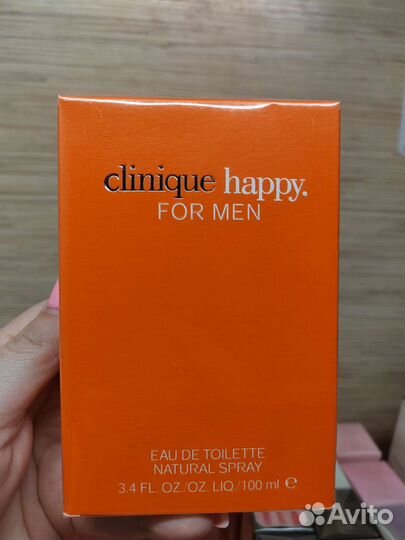 clinique happy.
FOR MEN
EAU DE TOILETTE
NATURAL SPRAY
3.4 FL. OZ./OZ. LIQ./100 ml ℮
Avito